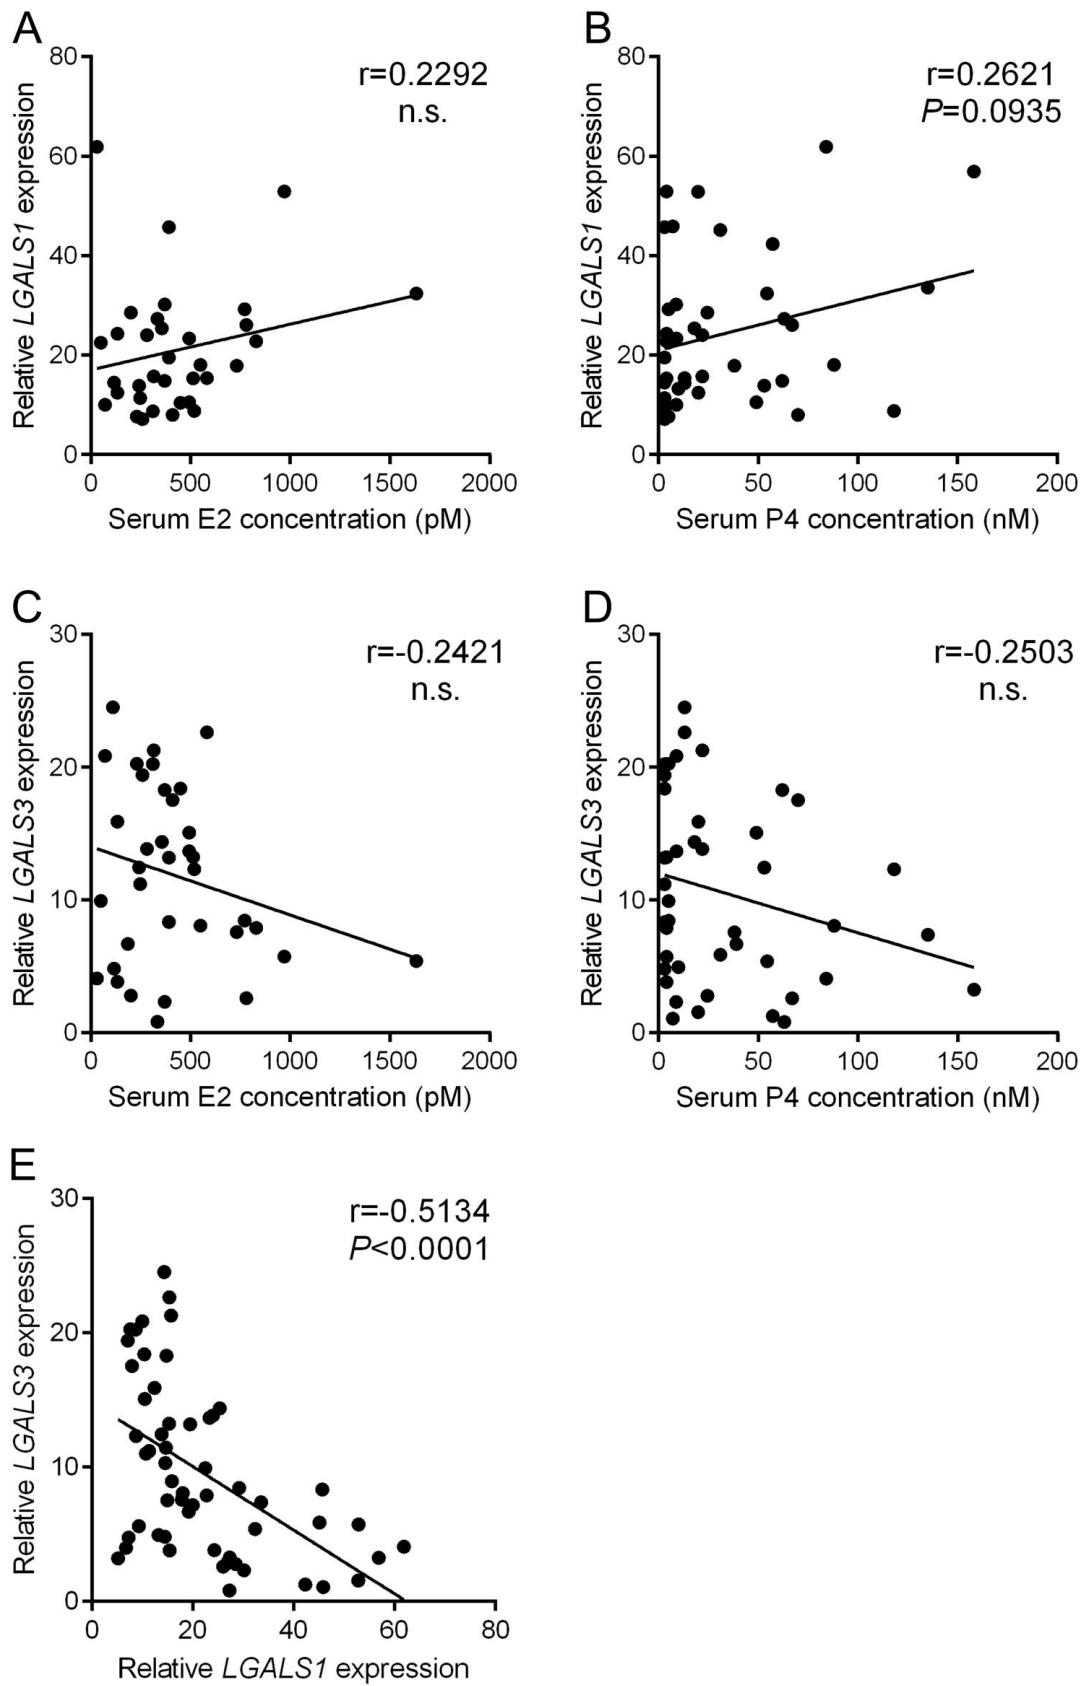 A
r=0.2292
n.s.
Relative LGALS1 expression
80
60
40
20
0
0 500 1000 1500 2000
Serum E2 concentration (pM)
B
r=0.2621
P=0.0935
Relative LGALS1 expression
80
60
40
20
0
0 50 100 150 200
Serum P4 concentration (nM)
C
r=-0.2421
n.s.
Relative LGALS3 expression
30
20
10
0
0 500 1000 1500 2000
Serum E2 concentration (pM)
D
r=-0.2503
n.s.
Relative LGALS3 expression
30
20
10
0
0 50 100 150 200
Serum P4 concentration (nM)
E
r=-0.5134
P<0.0001
Relative LGALS3 expression
30
20
10
0
0 20 40 60 80
Relative LGALS1 expression